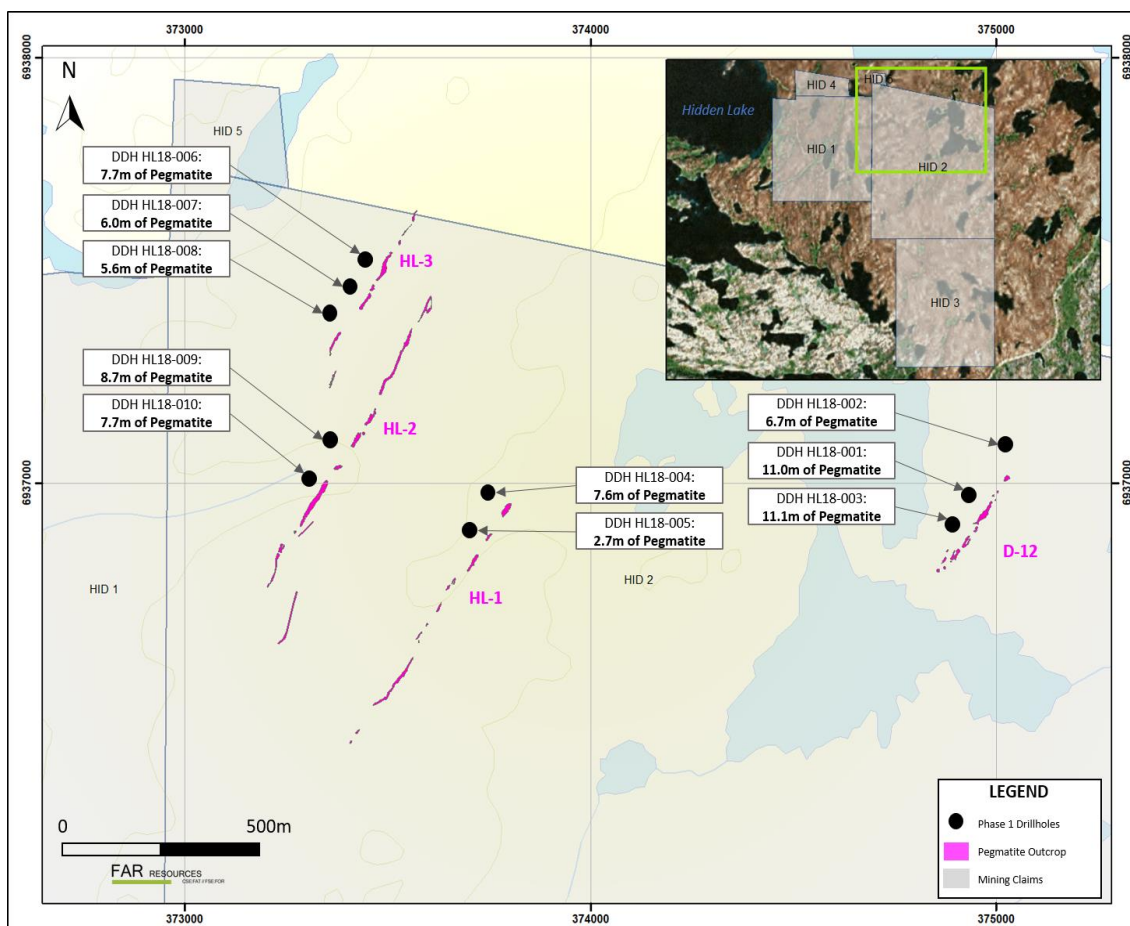 373000
374000
375000
6938000
6938000
N
HID 5
DDH HL18-006:
7.7m of Pegmatite
DDH HL18-007:
6.0m of Pegmatite
DDH HL18-008:
5.6m of Pegmatite
HL-3
Hidden Lake
HID 4
HID 1
HID 2
HID 3
DDH HL18-009:
8.7m of Pegmatite
DDH HL18-010:
7.7m of Pegmatite
HL-2
DDH HL18-002:
6.7m of Pegmatite
DDH HL18-001:
11.0m of Pegmatite
DDH HL18-003:
11.1m of Pegmatite
6937000
6937000
DDH HL18-004:
7.6m of Pegmatite
DDH HL18-005:
2.7m of Pegmatite
D-12
HID 1
HL-1
HID 2
LEGEND
Phase 1 Drillholes
Pegmatite Outcrop
Mining Claims
0 500m
FAR RESOURCES
373000
374000
375000